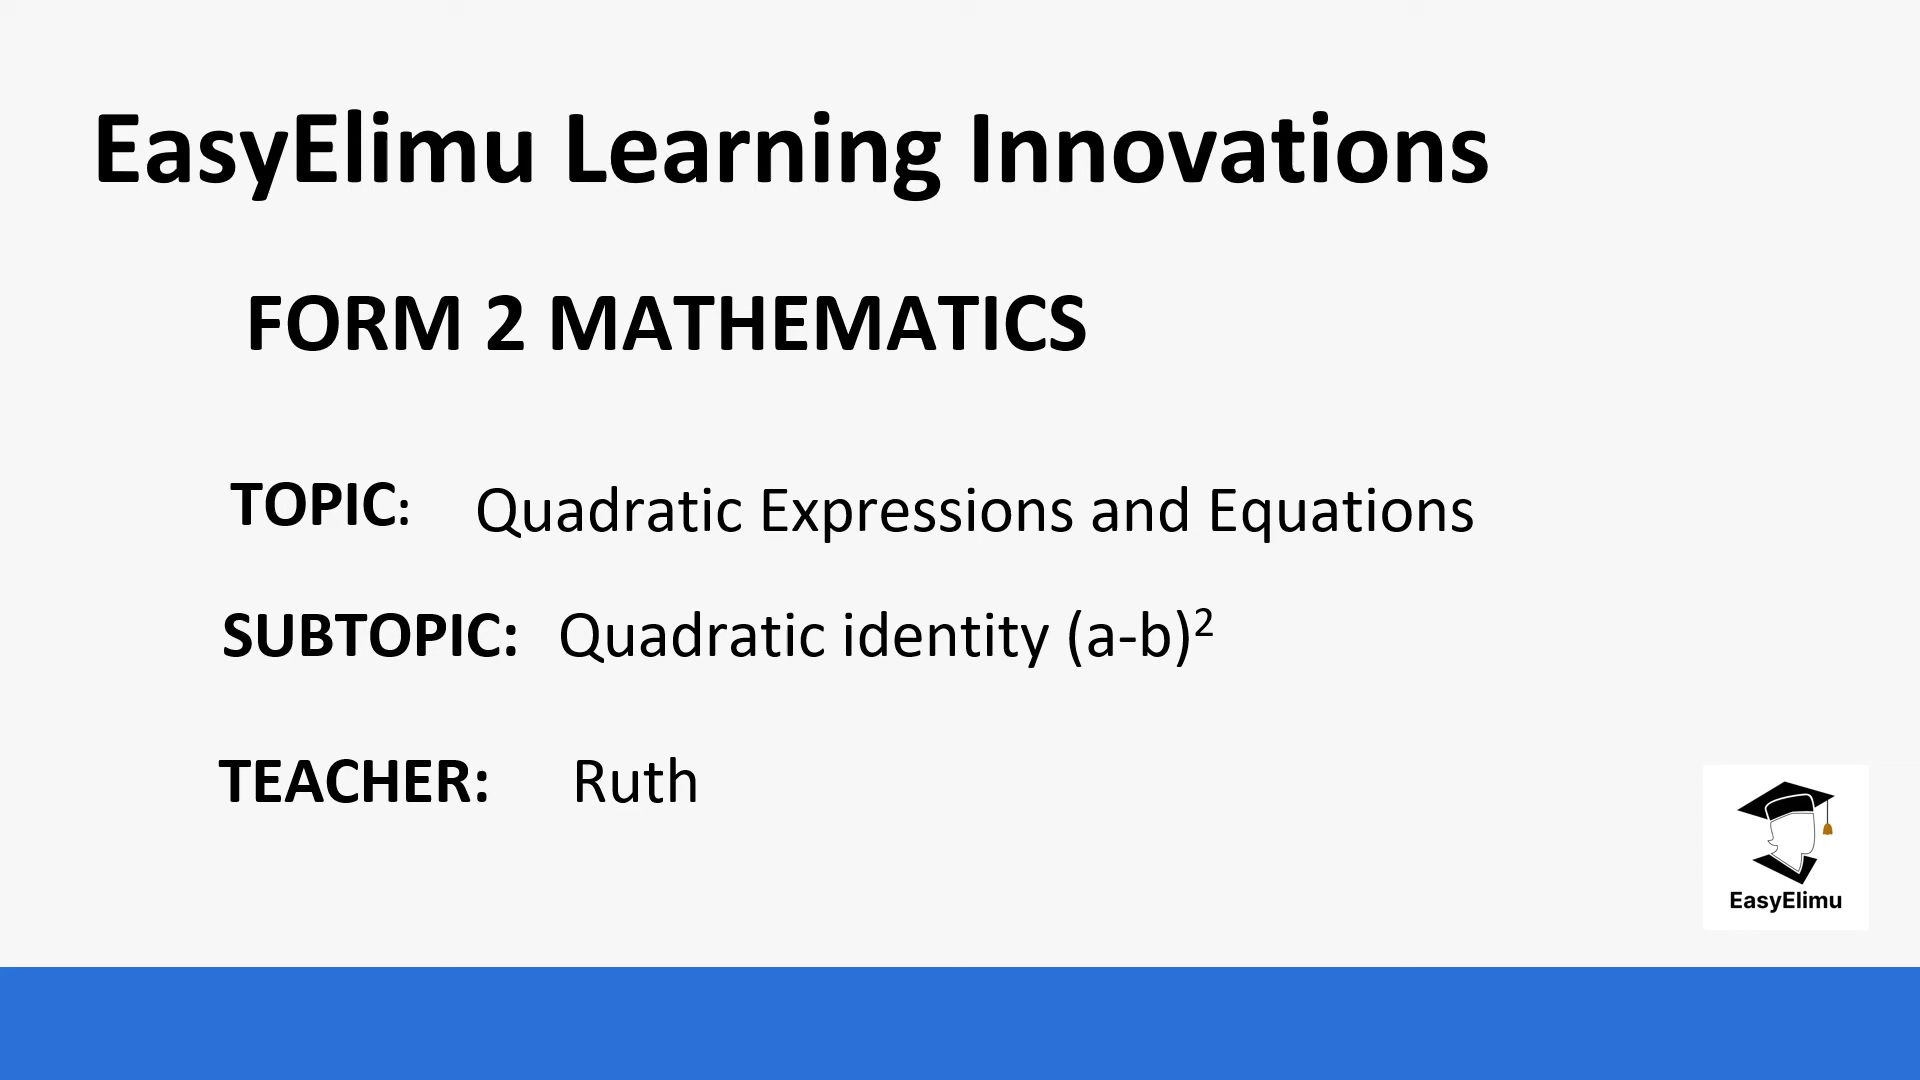 EasyElimu Learning Innovations
FORM 2 MATHEMATICS
TOPIC: Quadratic Expressions and Equations
SUBTOPIC: Quadratic identity (a-b)²
TEACHER: Ruth
EasyElimu